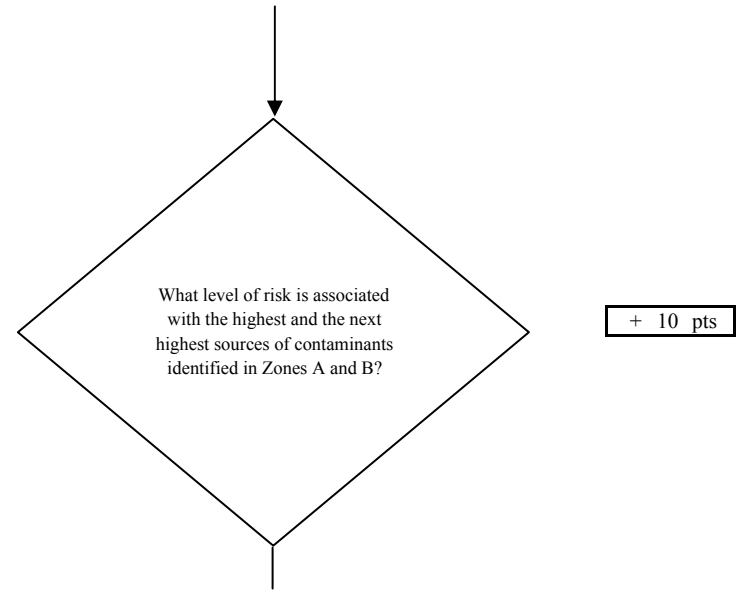 What level of risk is associated
with the highest and the next
highest sources of contaminants
identified in Zones A and B?
+ 10 pts